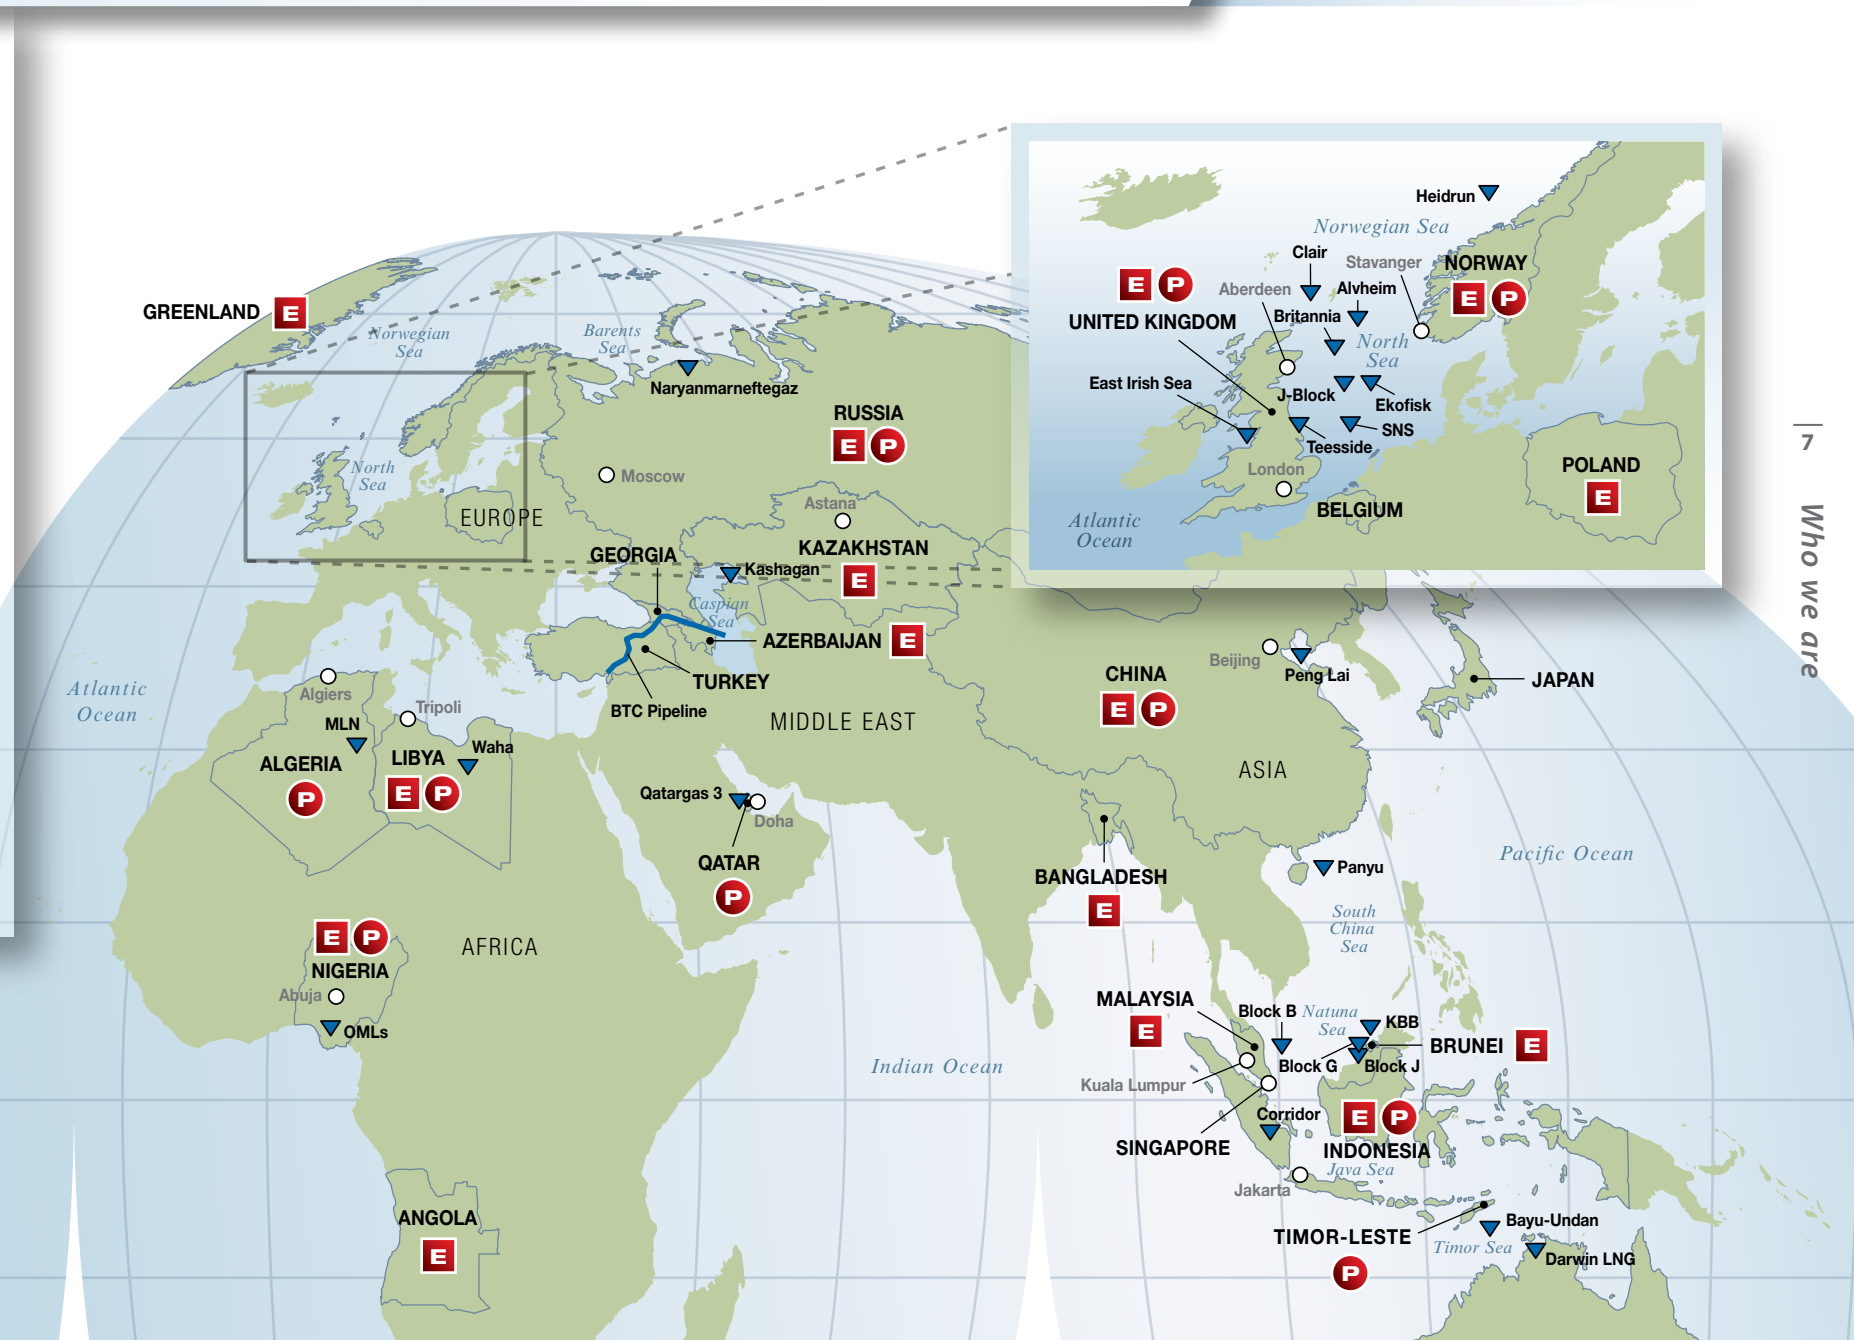 Heidrun
Norwegian Sea
Clair
Stavanger
NORWAY
E P
E P
Aberdeen
Alvheim
UNITED KINGDOM
Britannia
North
Sea
East Irish Sea
J-Block
Ekofisk
SNS
Teesside
London
BELGIUM
POLAND
E
Atlantic
Ocean
7
Who we are
GREENLAND E
Norwegian
Sea
Barents
Sea
Naryanmarneftegaz
RUSSIA
E P
North
Sea
Moscow
Astana
EUROPE
GEORGIA
KAZAKHSTAN
E
Kashagan
Caspian
Sea
AZERBAIJAN E
TURKEY
BTC Pipeline
MIDDLE EAST
Beijing
Peng Lai
CHINA
E P
JAPAN
ASIA
Atlantic
Ocean
Algiers
Tripoli
MLN
Waha
ALGERIA
P
LIBYA
E P
Qatargas 3
Doha
QATAR
P
BANGLADESH
E
Panyu
Pacific Ocean
South
China
Sea
E P
NIGERIA
Abuja
OMLs
AFRICA
Indian Ocean
MALAYSIA
E
Block B
Natuna
Sea
KBB
BRUNEI E
Block G
Block J
Kuala Lumpur
Corridor
SINGAPORE
E P
INDONESIA
Java Sea
Jakarta
ANGOLA
E
TIMOR-LESTE
P
Bayu-Undan
Timor Sea
Darwin LNG